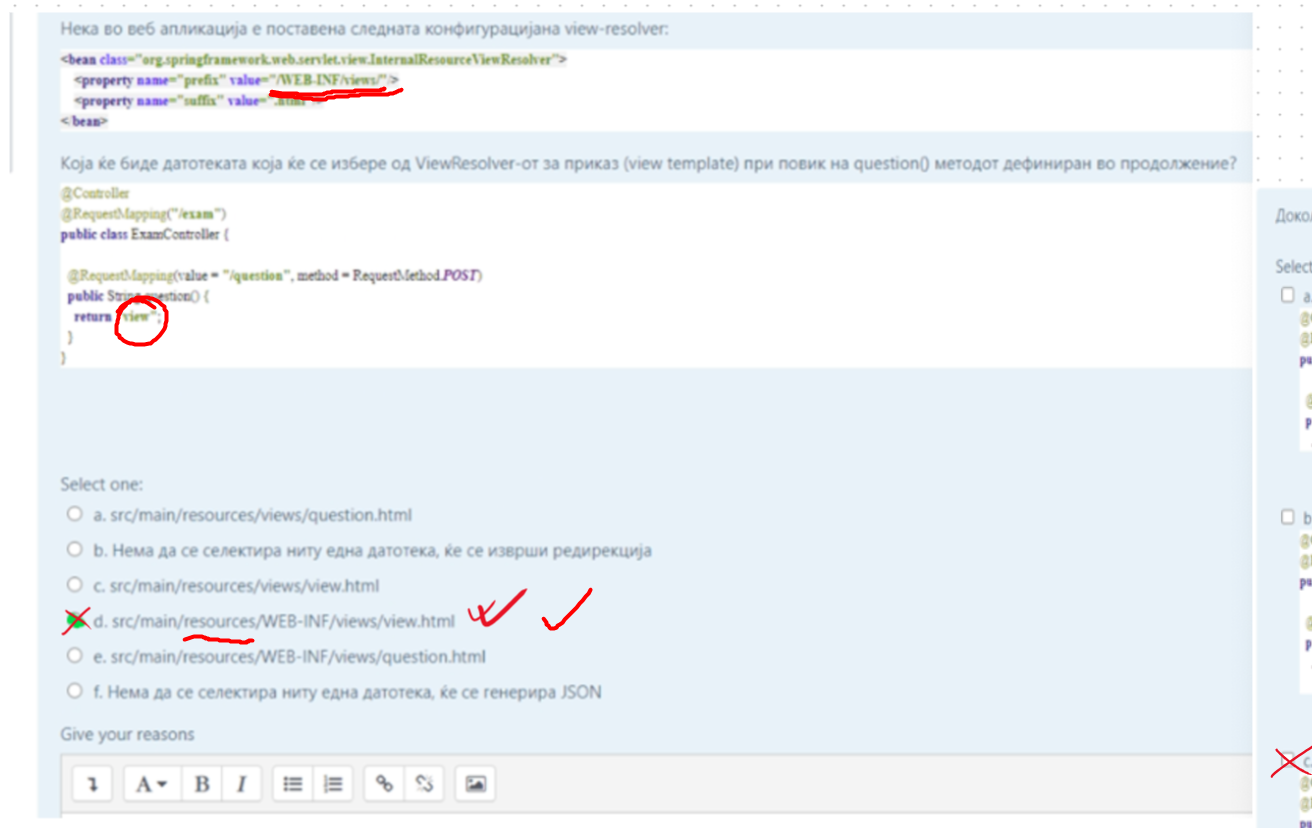 Нека во веб апликација е поставена следната конфигурацијана view-resolver:
<bean class="org.springframework.web.servlet.view.InternalResourceViewResolver">
<property name="prefix" value="/WEB-INF/views/"/>
<property name="suffix" value=".html"/>
</bean>
Која ќе биде датотеката која ќе се избере од ViewResolver-от за приказ (view template) при повик на question() методот дефиниран во продолжение?
@Controller
@RequestMapping("/exam")
public class ExamController {
@RequestMapping(value = "/question", method = RequestMethod.POST)
public String question() {
return "view";
}
}
Select one:
a. src/main/resources/views/question.html
b. Нема да се селектира ниту една датотека, ќе се изврши редирекција
c. src/main/resources/views/view.html
d. src/main/resources/WEB-INF/views/view.html
e. src/main/resources/WEB-INF/views/question.html
f. Нема да се селектира ниту една датотека, ќе се генерира JSON
Give your reasons
A B I
Select
a.
b
c.